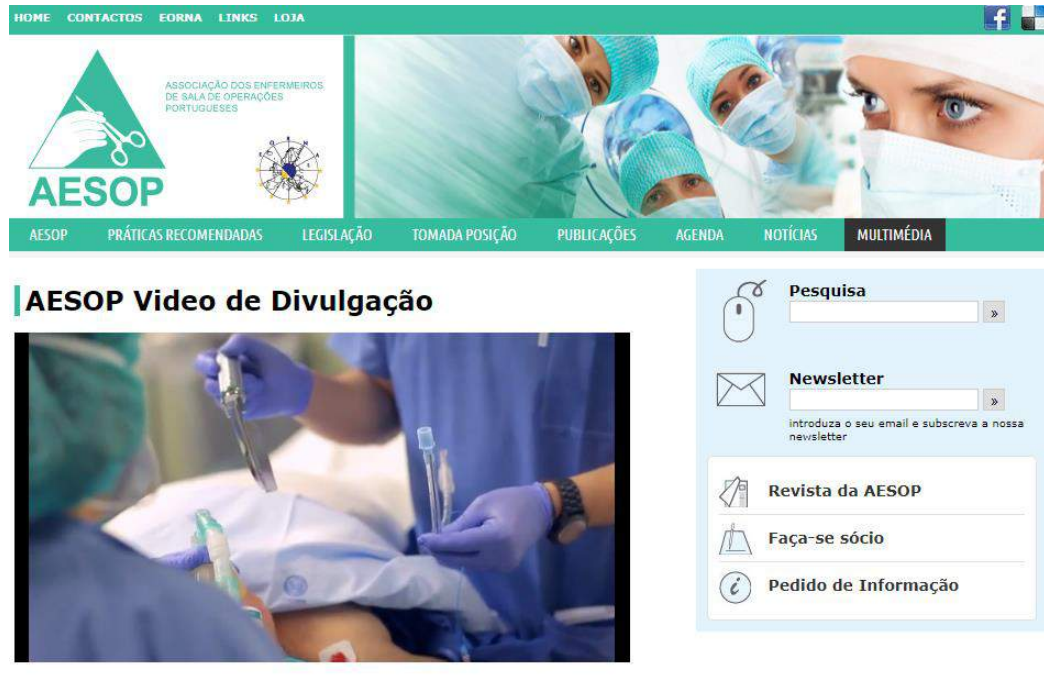 HOME CONTACTOS EORNA LINKS LOJA
ASSOCIAÇÃO DOS ENFERMEIROS
DE SALA DE OPERAÇÕES
PORTUGUESES
AESOP
AESOP PRÁTICAS RECOMENDADAS LEGISLAÇÃO TOMADA POSIÇÃO PUBLICAÇÕES AGENDA NOTÍCIAS MULTIMÉDIA
AESOP Video de Divulgação
Pesquisa
»
Newsletter
»
introduza o seu email e subscreva a nossa
newsletter
Revista da AESOP
Faça-se sócio
Pedido de Informação